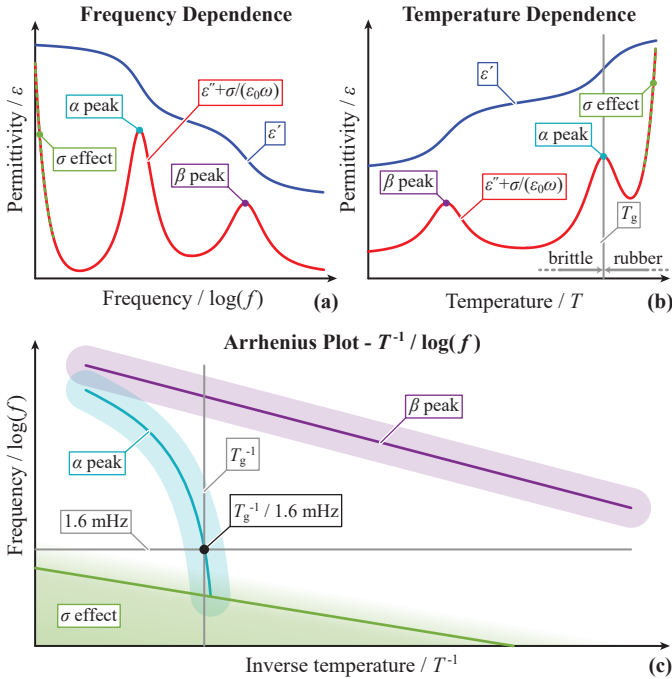 Frequency Dependence
Permittivity / ε
α peak
ε″+σ/(ε₀ω)
ε′
σ effect
β peak
Frequency / log(f)
(a)
Temperature Dependence
Permittivity / ε
ε′
σ effect
α peak
β peak
ε″+σ/(ε₀ω)
Tg
brittle
rubber
Temperature / T
(b)
Arrhenius Plot - T⁻¹ / log(f)
Frequency / log(f)
β peak
α peak
Tg⁻¹
Tg⁻¹ / 1.6 mHz
1.6 mHz
σ effect
Inverse temperature / T⁻¹
(c)